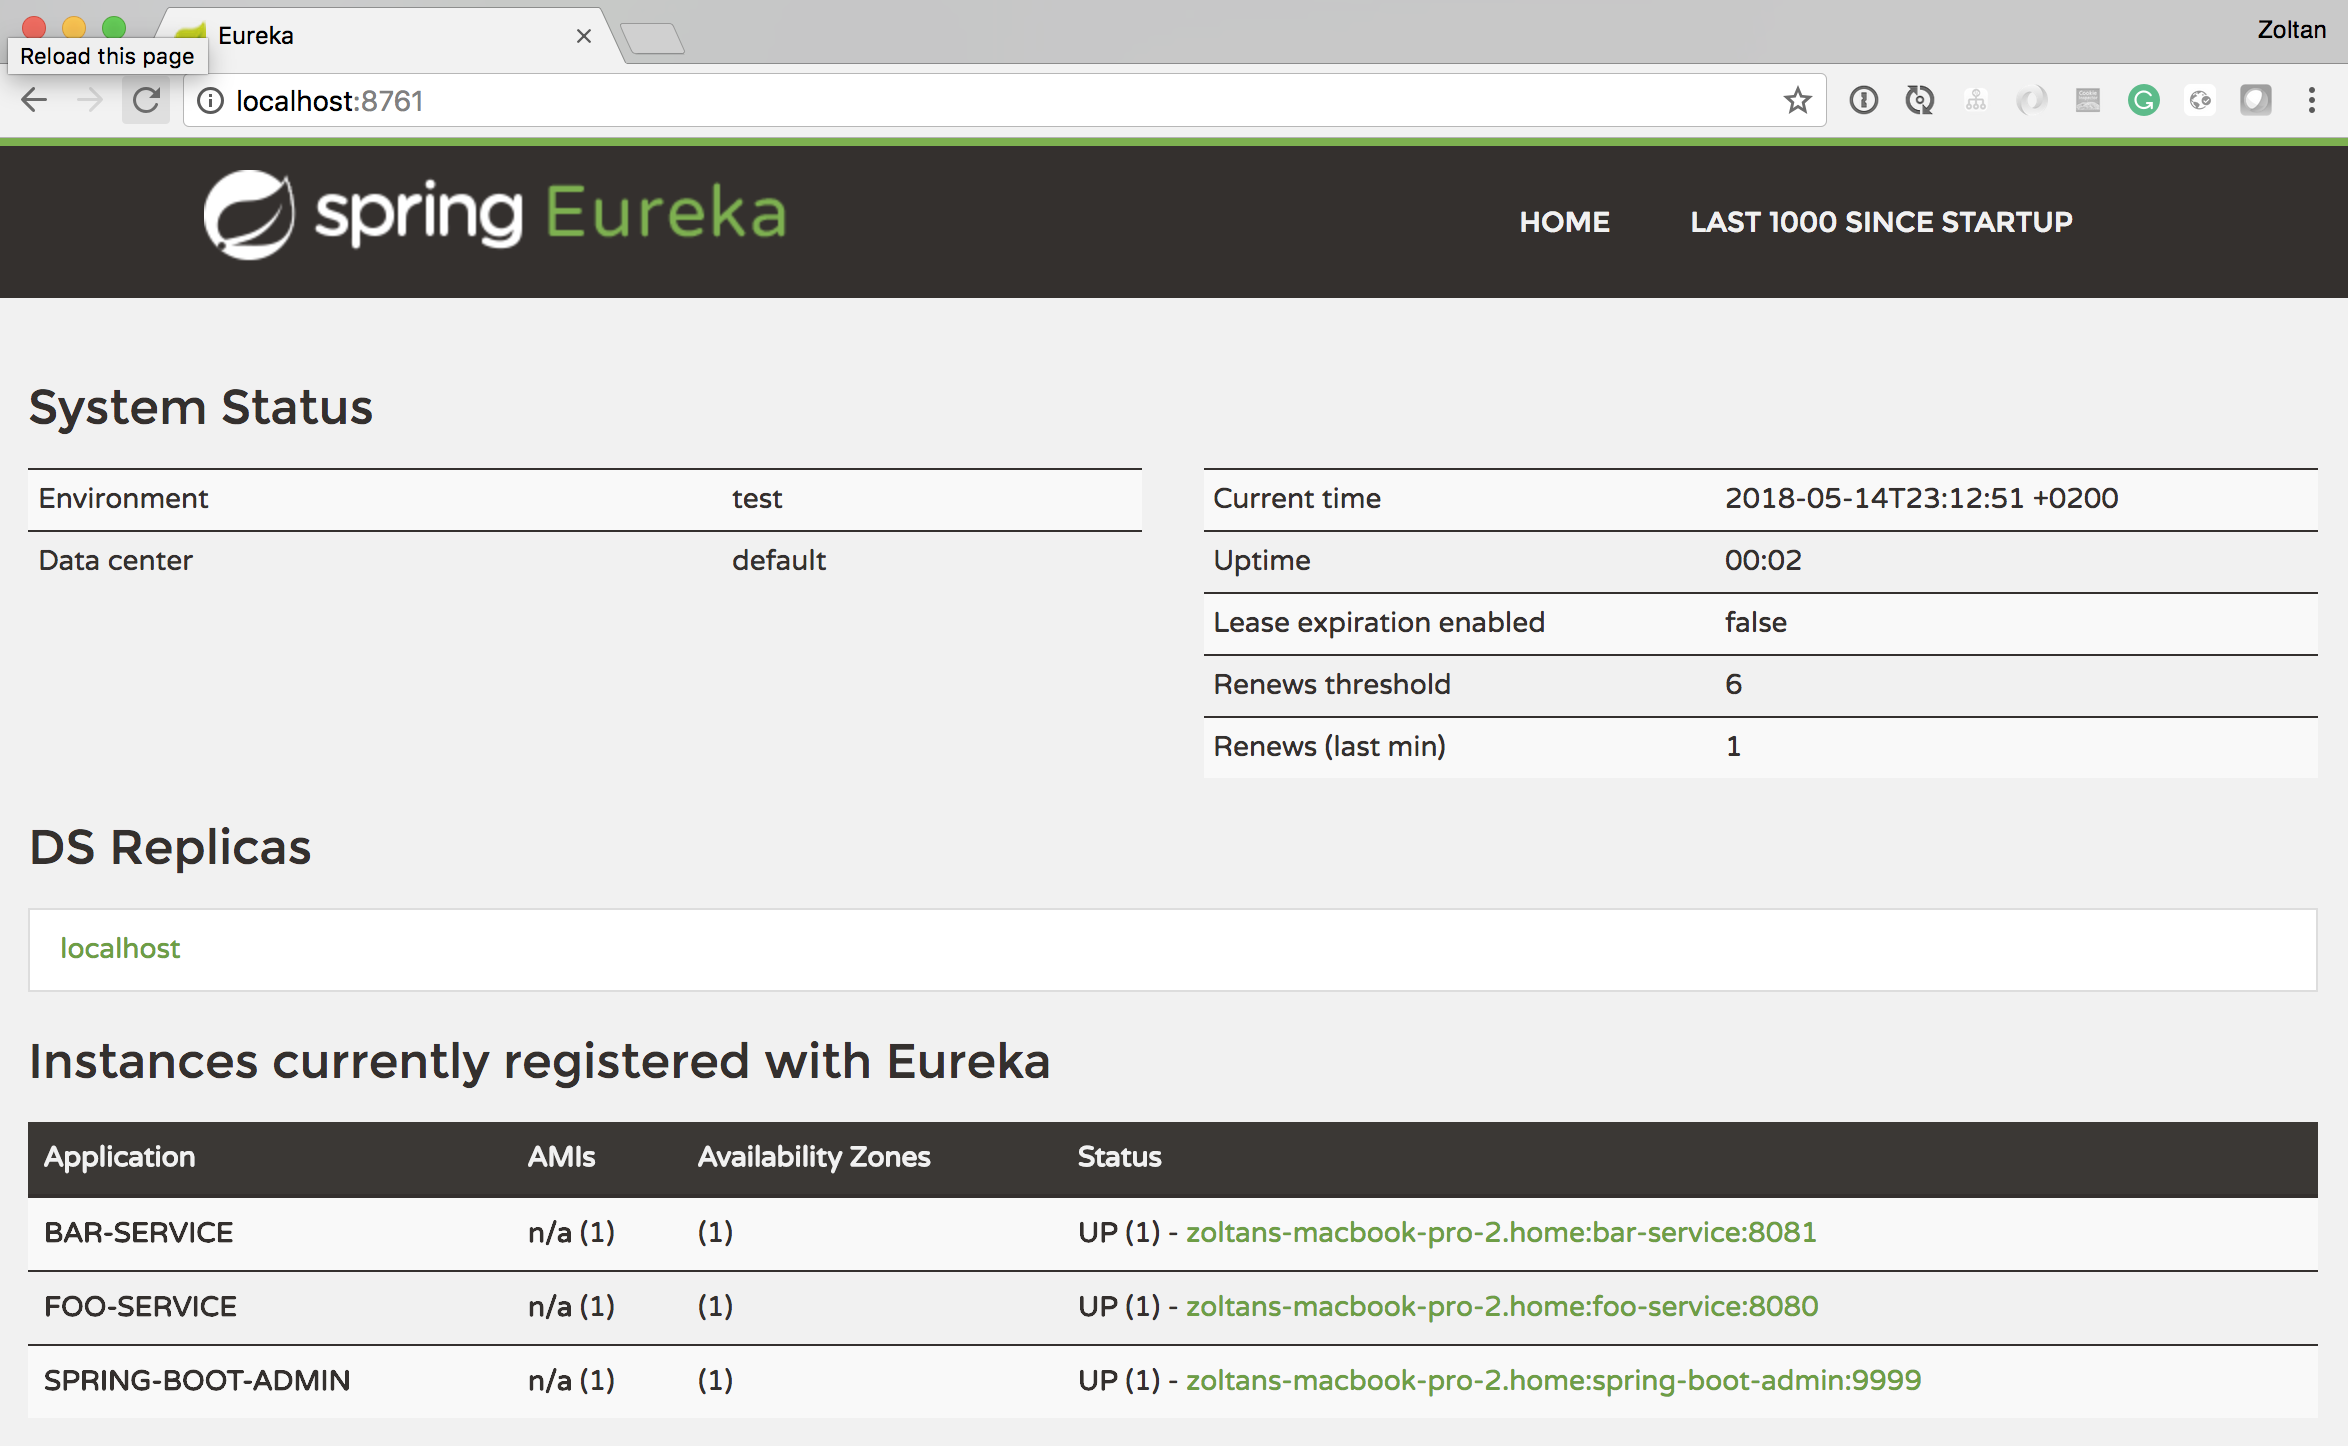 Eureka
Zoltan
Reload this page
localhost:8761
spring Eureka
HOME
LAST 1000 SINCE STARTUP
System Status
Environment test
Data center default
Current time 2018-05-14T23:12:51 +0200
Uptime 00:02
Lease expiration enabled false
Renews threshold 6
Renews (last min) 1
DS Replicas
localhost
Instances currently registered with Eureka
Application AMIs Availability Zones Status
BAR-SERVICE n/a (1) (1) UP (1) - zoltans-macbook-pro-2.home:bar-service:8081
FOO-SERVICE n/a (1) (1) UP (1) - zoltans-macbook-pro-2.home:foo-service:8080
SPRING-BOOT-ADMIN n/a (1) (1) UP (1) - zoltans-macbook-pro-2.home:spring-boot-admin:9999